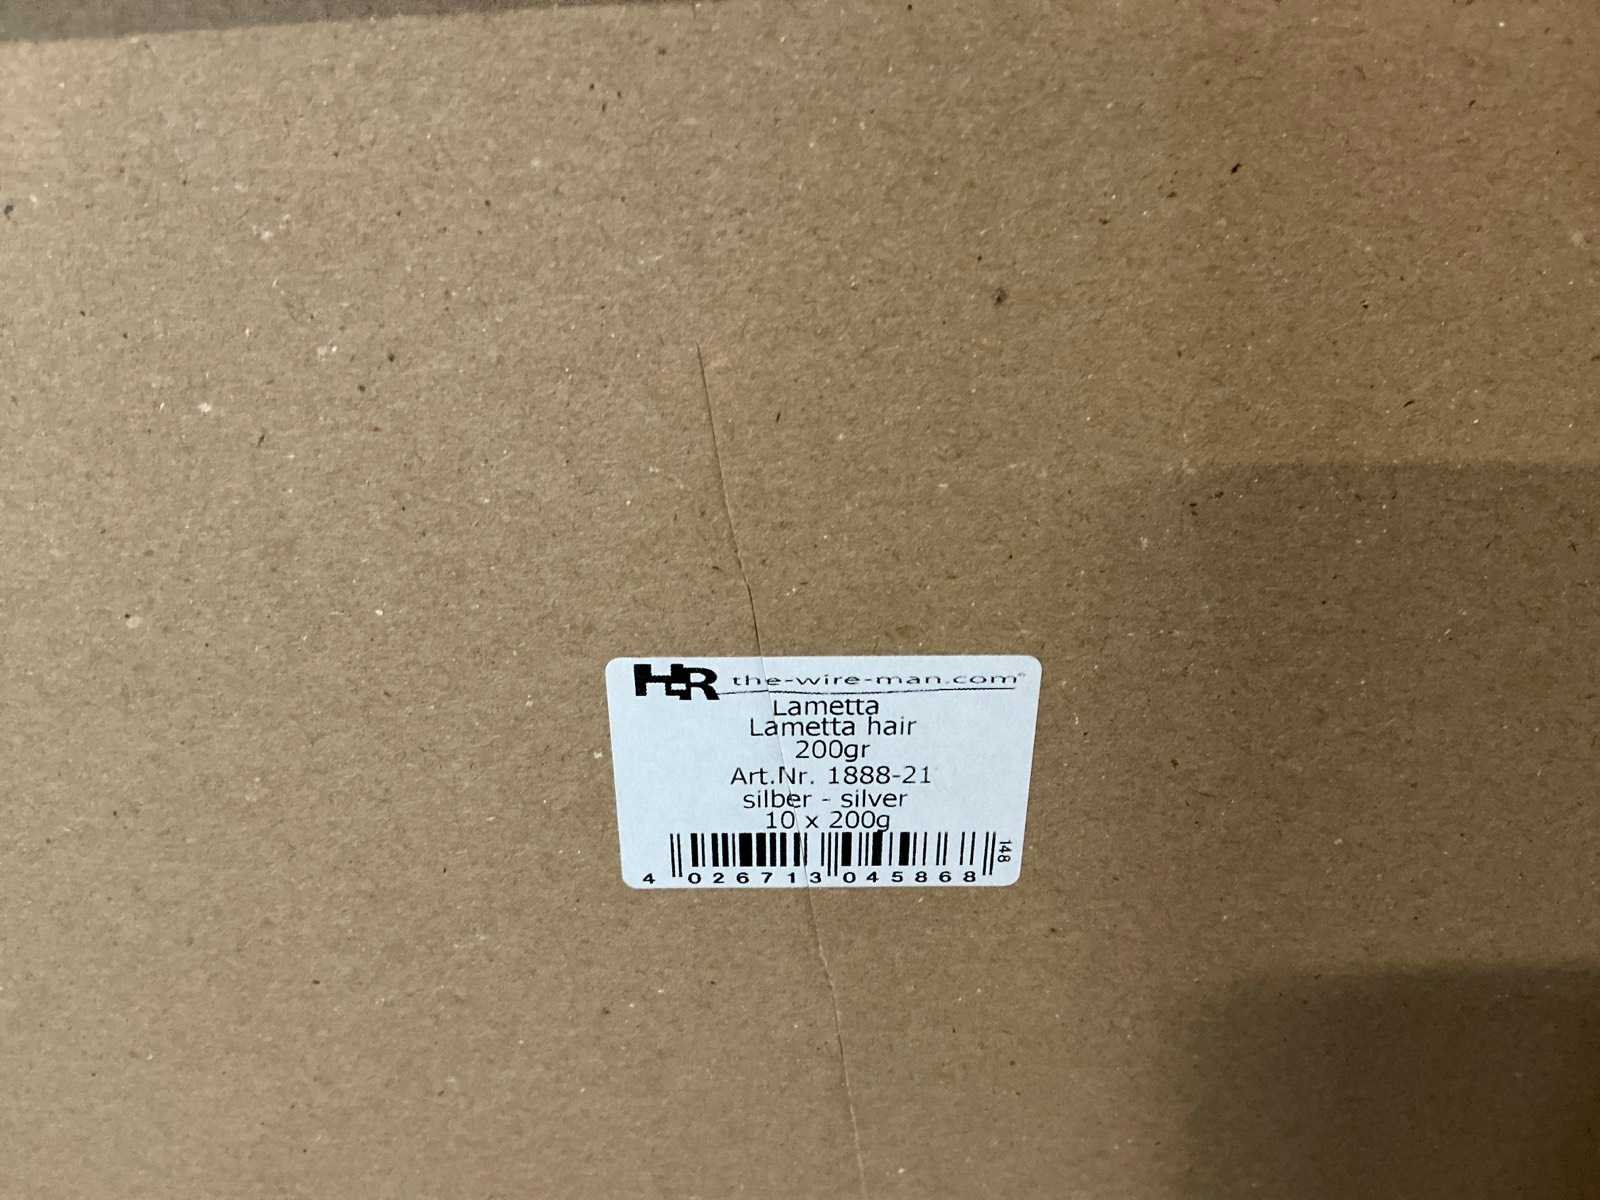 HR the-wire-man.com®
Lametta
Lametta hair
200gr
Art.Nr. 1888-21
silber - silver
10 x 200g
148
4 026713 045868